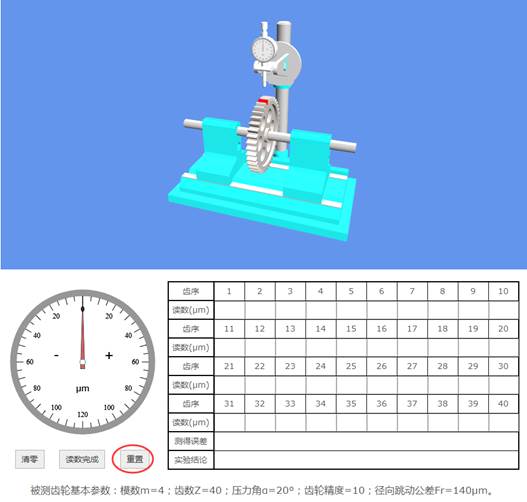 齿序 1 2 3 4 5 6 7 8 9 10
读数(μm)
齿序 11 12 13 14 15 16 17 18 19 20
读数(μm)
齿序 21 22 23 24 25 26 27 28 29 30
读数(μm)
齿序 31 32 33 34 35 36 37 38 39 40
读数(μm)
测得误差
实验结论
0
20 20
40 40
60 60
- +
80 80
μm
100 100
120
清零 读数完成 重置
被测齿轮基本参数：模数m=4；齿数Z=40；压力角α=20°；齿轮精度=10；径向跳动公差Fr=140μm。